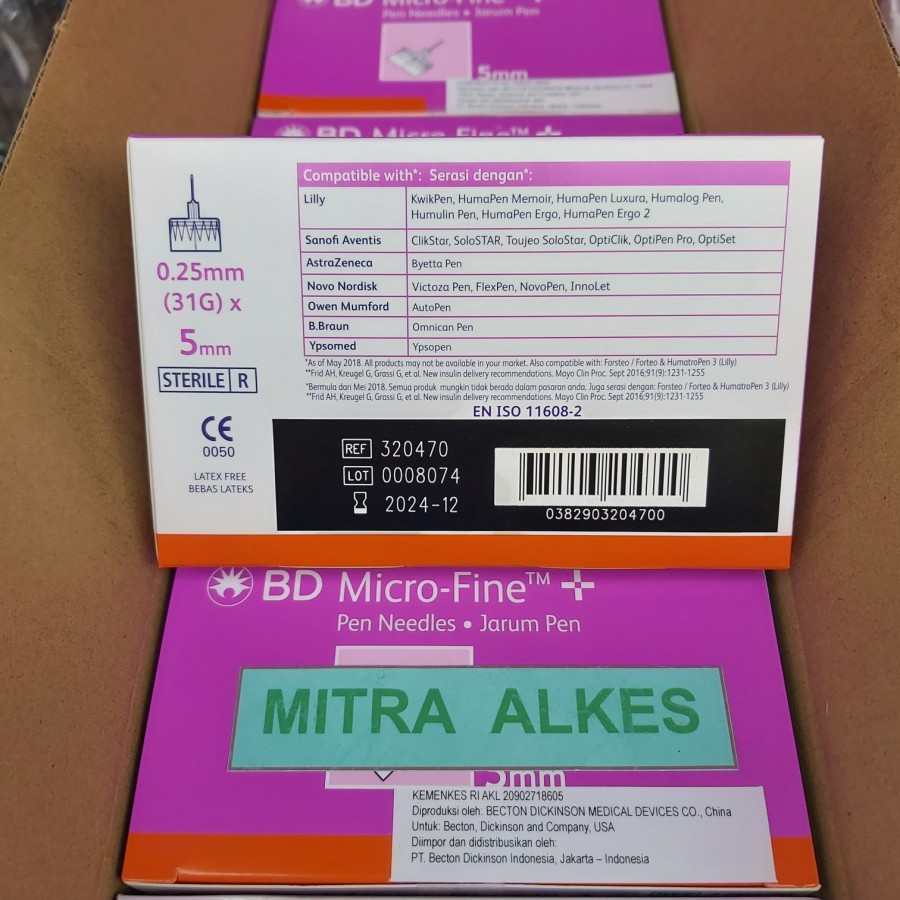 BD Micro-Fine™ +
Pen Needles • Jarum Pen
5mm
BD Micro-Fine™ +
0.25mm
(31G) x
5mm
STERILE R
CE
0050
LATEX FREE
BEBAS LATEKS
Compatible with*: Serasi dengan*:
Lilly KwikPen, HumaPen Memoir, HumaPen Luxura, Humalog Pen,
Humulin Pen, HumaPen Ergo, HumaPen Ergo 2
Sanofi Aventis ClikStar, SoloSTAR, Toujeo SoloStar, OptiClik, OptiPen Pro, OptiSet
AstraZeneca Byetta Pen
Novo Nordisk Victoza Pen, FlexPen, NovoPen, InnoLet
Owen Mumford AutoPen
B.Braun Omnican Pen
Ypsomed Ypsopen
*As of May 2018. All products may not be available in your market. Also compatible with: Forsteo / Forteo & HumatroPen 3 (Lilly)
**Frid AH, Kreugel G, Grassi G, et al. New insulin delivery recommendations. Mayo Clin Proc. Sept 2016;91(9):1231-1255
*Bermula dari Mei 2018. Semua produk mungkin tidak berada dalam pasaran anda. Juga serasi dengan: Forsteo / Forteo & HumatroPen 3 (Lilly)
**Frid AH, Kreugel G, Grassi G, et al. New insulin delivery recommendations. Mayo Clin Proc. Sept 2016;91(9):1231-1255
EN ISO 11608-2
REF 320470
LOT 0008074
2024-12
0382903204700
BD Micro-Fine™ +
Pen Needles • Jarum Pen
MITRA ALKES
5mm
KEMENKES RI AKL 20902718605
Diproduksi oleh: BECTON DICKINSON MEDICAL DEVICES CO., China
Untuk: Becton, Dickinson and Company, USA
Diimpor dan didistribusikan oleh:
PT. Becton Dickinson Indonesia, Jakarta – Indonesia